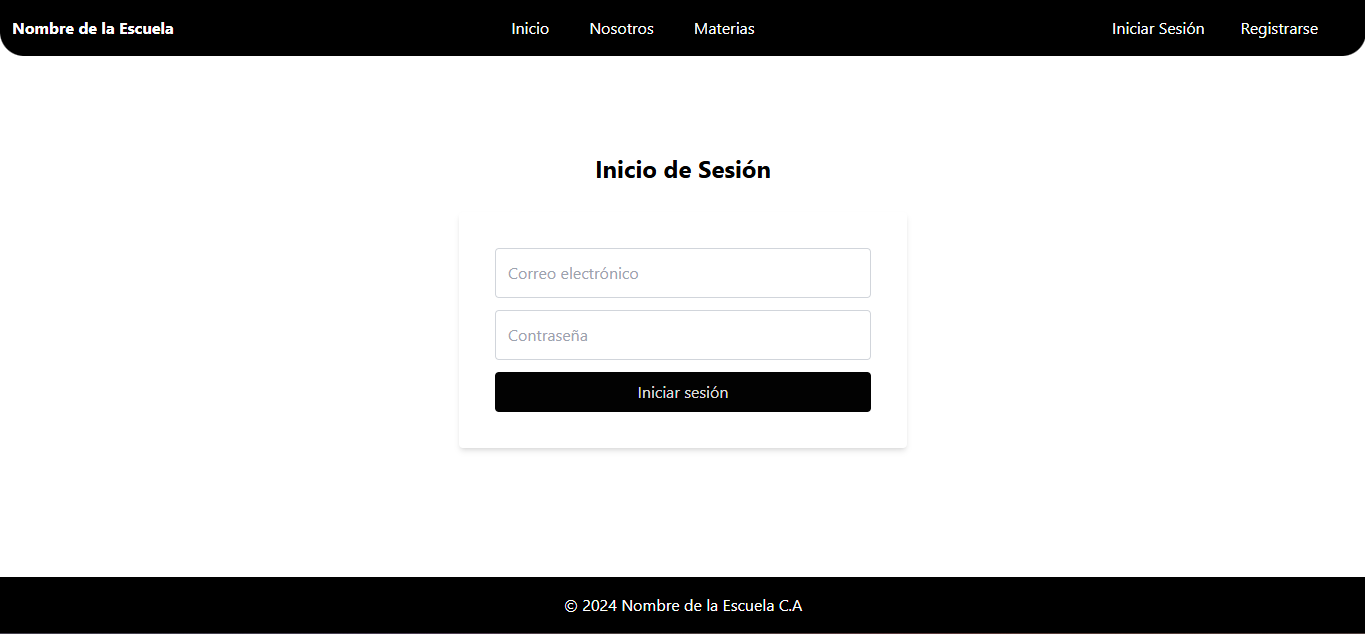 Nombre de la Escuela Inicio Nosotros Materias Iniciar Sesión Registrarse
Inicio de Sesión
Correo electrónico
Contraseña
Iniciar sesión
© 2024 Nombre de la Escuela C.A